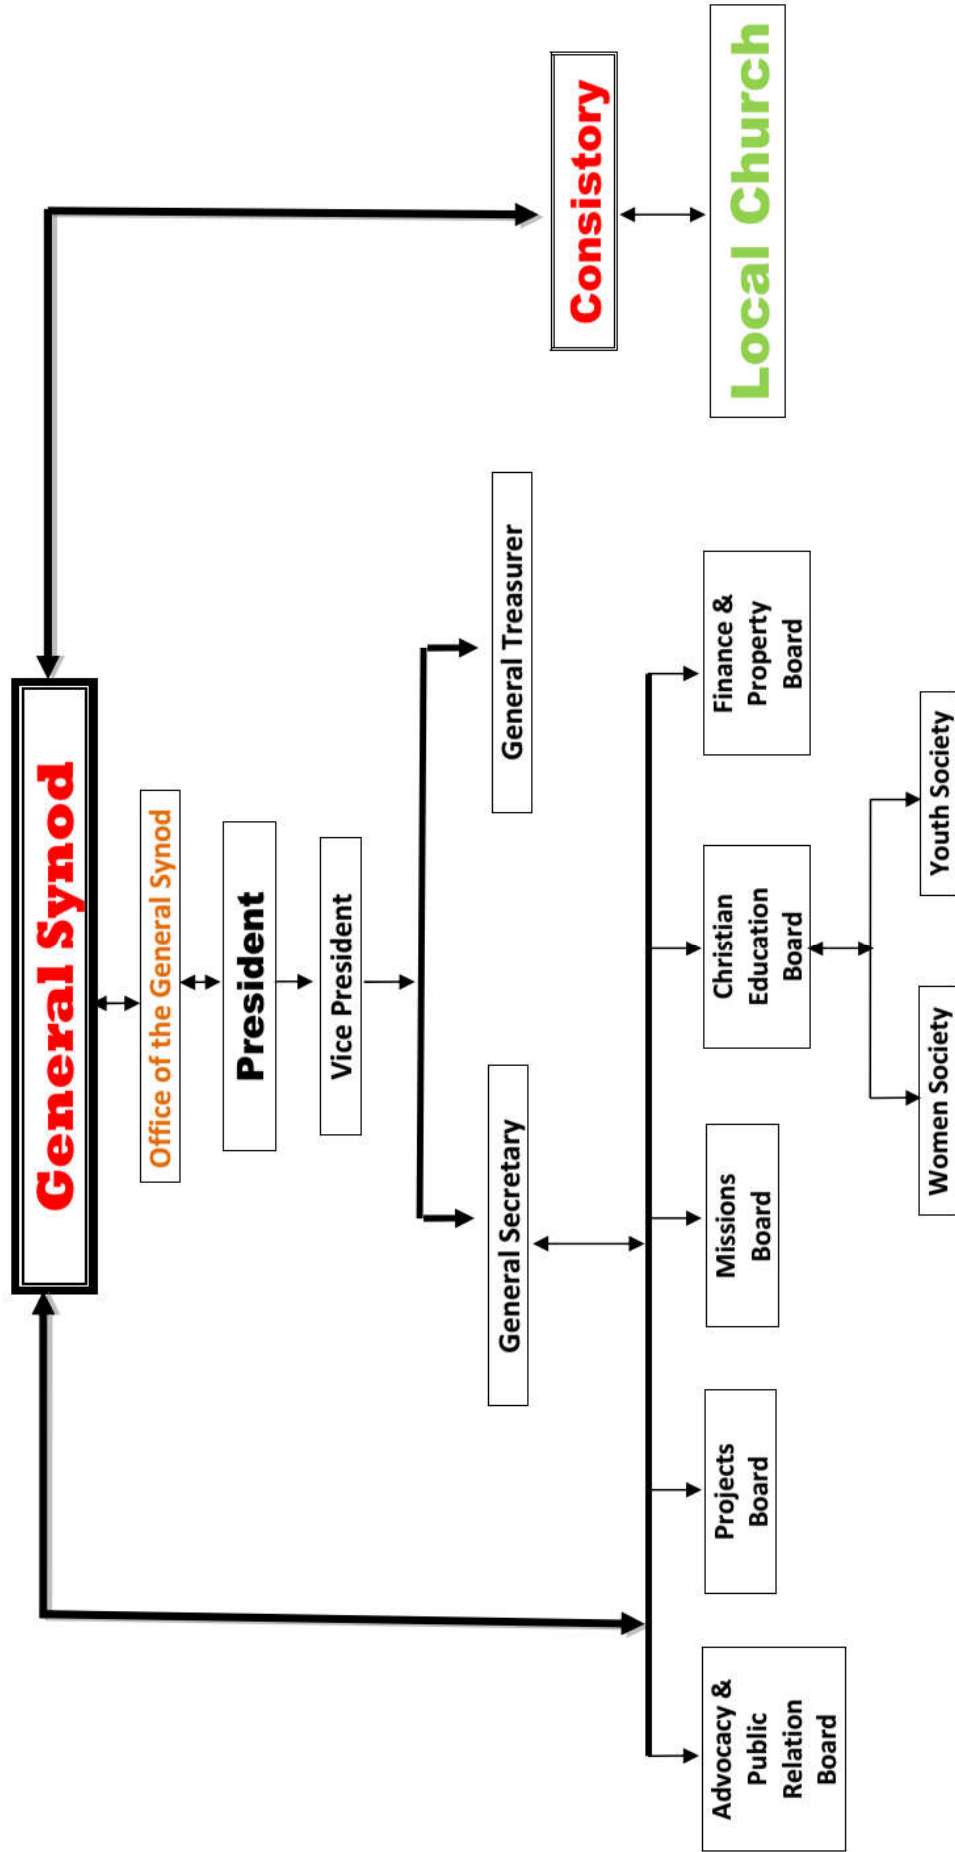 General Synod
Office of the General Synod
President
Vice President
General Secretary
General Treasurer
Consistory
Local Church
Advocacy &
Public
Relation
Board
Projects
Board
Missions
Board
Christian
Education
Board
Finance &
Property
Board
Women Society
Youth Society